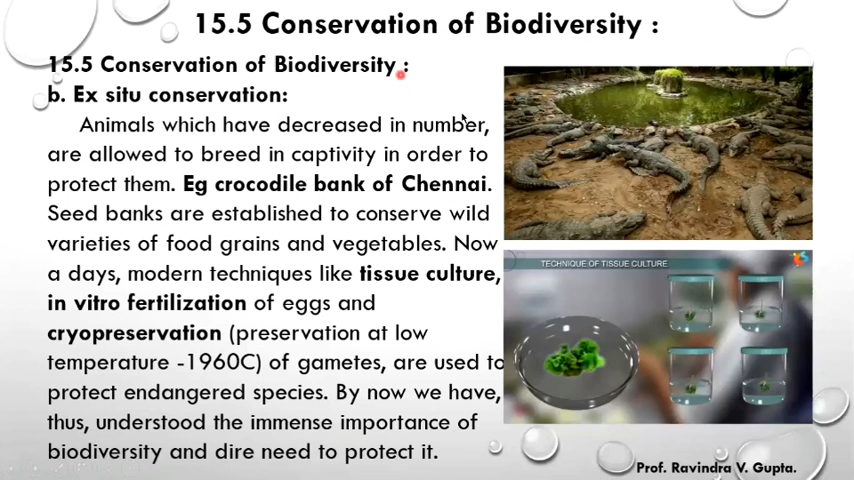 15.5 Conservation of Biodiversity :
15.5 Conservation of Biodiversity :
b. Ex situ conservation:
Animals which have decreased in number,
are allowed to breed in captivity in order to
protect them. Eg crocodile bank of Chennai.
Seed banks are established to conserve wild
varieties of food grains and vegetables. Now
a days, modern techniques like tissue culture,
in vitro fertilization of eggs and
cryopreservation (preservation at low
temperature -1960C) of gametes, are used to
protect endangered species. By now we have,
thus, understood the immense importance of
biodiversity and dire need to protect it.
TECHNIQUE OF TISSUE CULTURE
Prof. Ravindra V. Gupta.